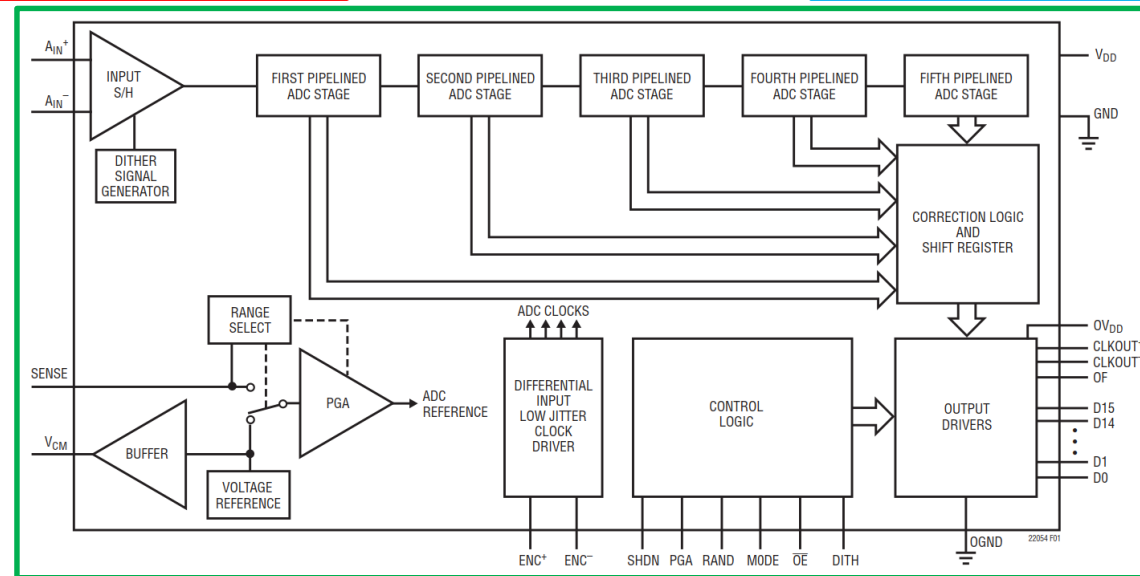 AIN+
AIN−
INPUT
S/H
DITHER
SIGNAL
GENERATOR
FIRST PIPELINED
ADC STAGE
SECOND PIPELINED
ADC STAGE
THIRD PIPELINED
ADC STAGE
FOURTH PIPELINED
ADC STAGE
FIFTH PIPELINED
ADC STAGE
VDD
GND
CORRECTION LOGIC
AND
SHIFT REGISTER
RANGE
SELECT
SENSE
VCM
BUFFER
VOLTAGE
REFERENCE
PGA
ADC
REFERENCE
ADC CLOCKS
DIFFERENTIAL
INPUT
LOW JITTER
CLOCK
DRIVER
CONTROL
LOGIC
OUTPUT
DRIVERS
OVDD
CLKOUT
CLKOUT
OF
D15
D14
D1
D0
OGND
22054 F01
ENC+
ENC−
SHDN
PGA
RAND
MODE
OE
DITH